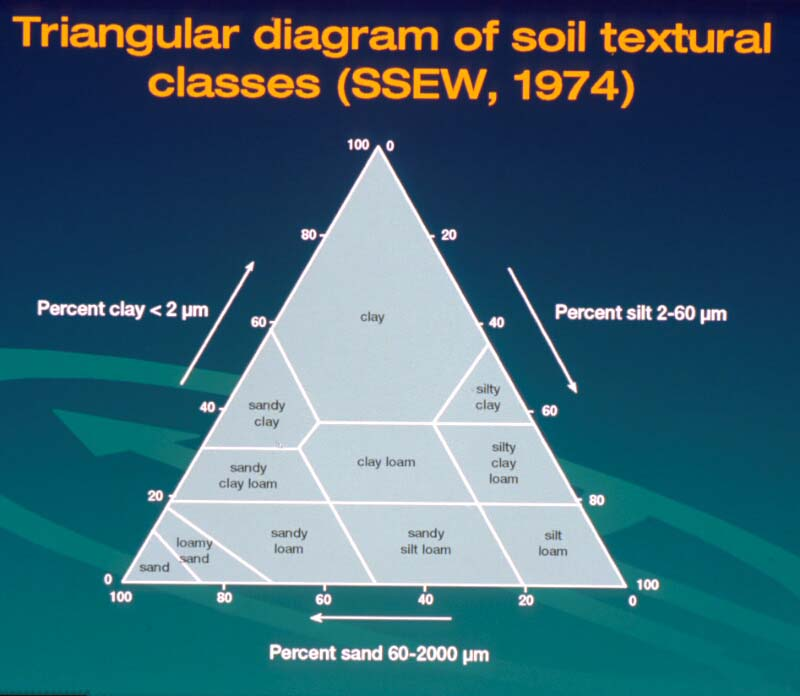 Triangular diagram of soil textural
classes (SSEW, 1974)
100 0
80
20
Percent clay < 2 µm
Percent silt 2-60 µm
clay
60
40
silty
clay
40
sandy
clay
60
silty
clay
loam
clay loam
sandy
clay loam
20
80
sandy
loam
sandy
silt loam
silt
loam
loamy
sand
sand
0
100
100
80
60
40
20
0
Percent sand 60-2000 µm